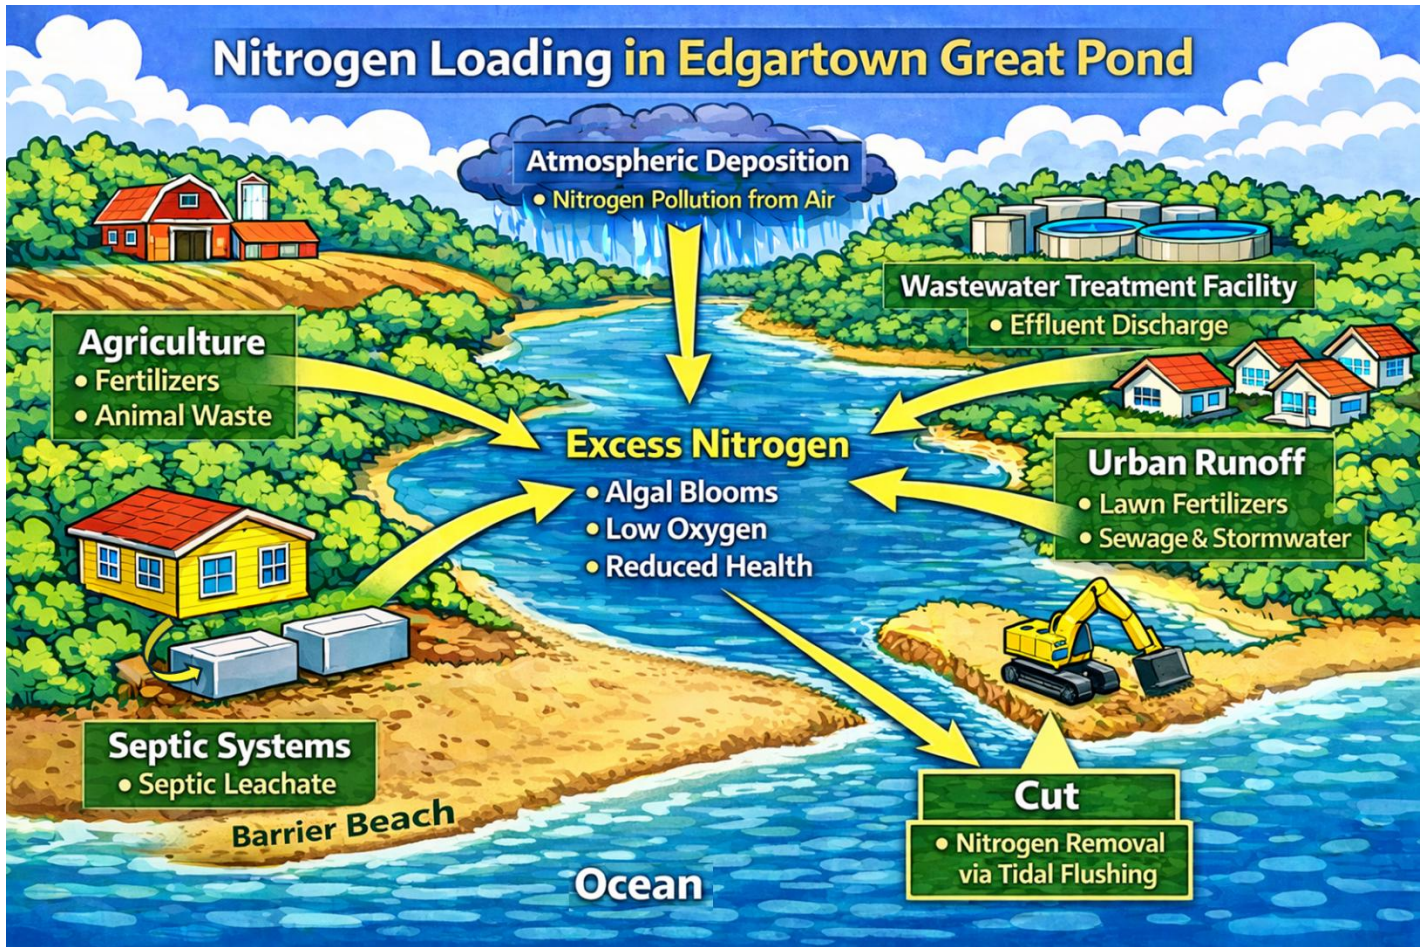 Nitrogen Loading in Edgartown Great Pond
Atmospheric Deposition
• Nitrogen Pollution from Air
Wastewater Treatment Facility
• Effluent Discharge
Agriculture
• Fertilizers
• Animal Waste
Excess Nitrogen
• Algal Blooms
• Low Oxygen
• Reduced Health
Urban Runoff
• Lawn Fertilizers
• Sewage & Stormwater
Septic Systems
• Septic Leachate
Barrier Beach
Cut
• Nitrogen Removal
via Tidal Flushing
Ocean